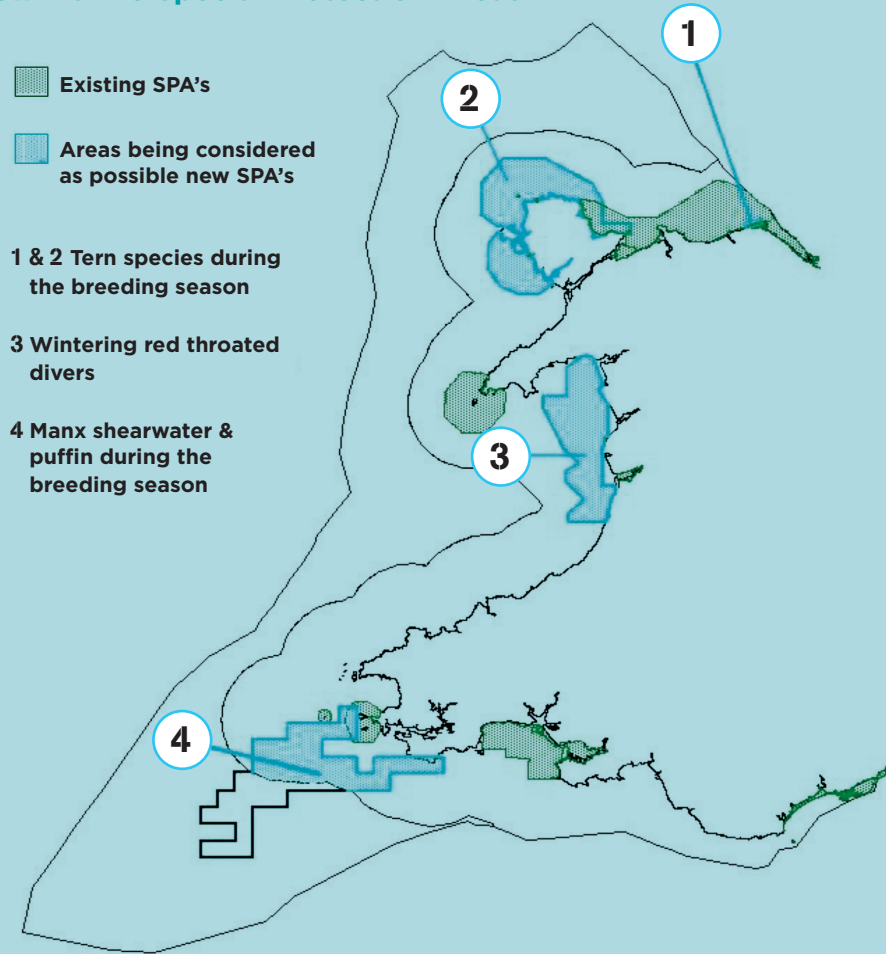 1
2
Existing SPA's
Areas being considered
as possible new SPA's
1 & 2 Tern species during
the breeding season
3 Wintering red throated
divers
4 Manx shearwater &
puffin during the
breeding season
3
4